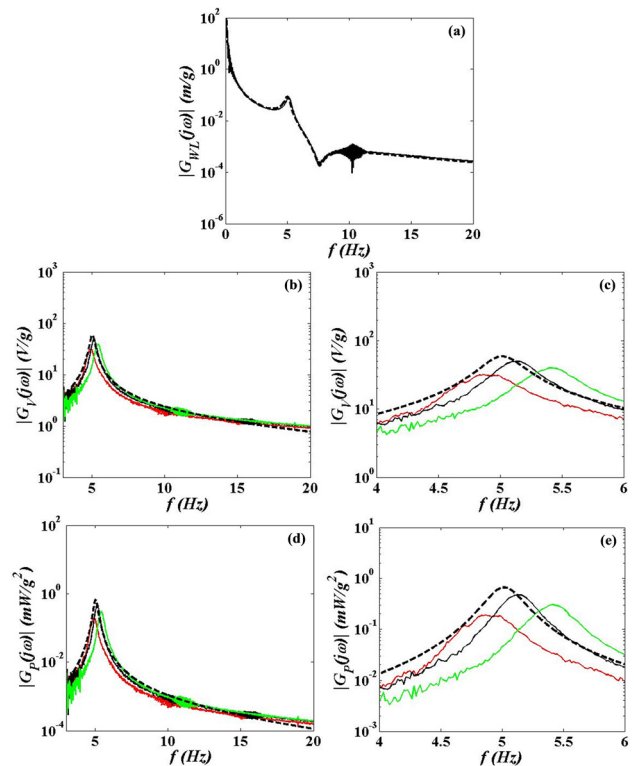 10^2
10^0
10^-2
10^-4
10^-6
|G_WL(jω)| (m/g)
(a)
0 5 10 15 20
f (Hz)
10^3
10^2
10^1
10^0
10^-1
|G_V(jω)| (V/g)
(b)
5 10 15 20
f (Hz)
10^3
10^2
10^1
10^0
|G_V(jω)| (V/g)
(c)
4 4.5 5 5.5 6
f (Hz)
10^2
10^0
10^-2
10^-4
|G_P(jω)| (mW/g^2)
(d)
5 10 15 20
f (Hz)
10^1
10^0
10^-1
10^-2
10^-3
|G_P(jω)| (mW/g^2)
(e)
4 4.5 5 5.5 6
f (Hz)